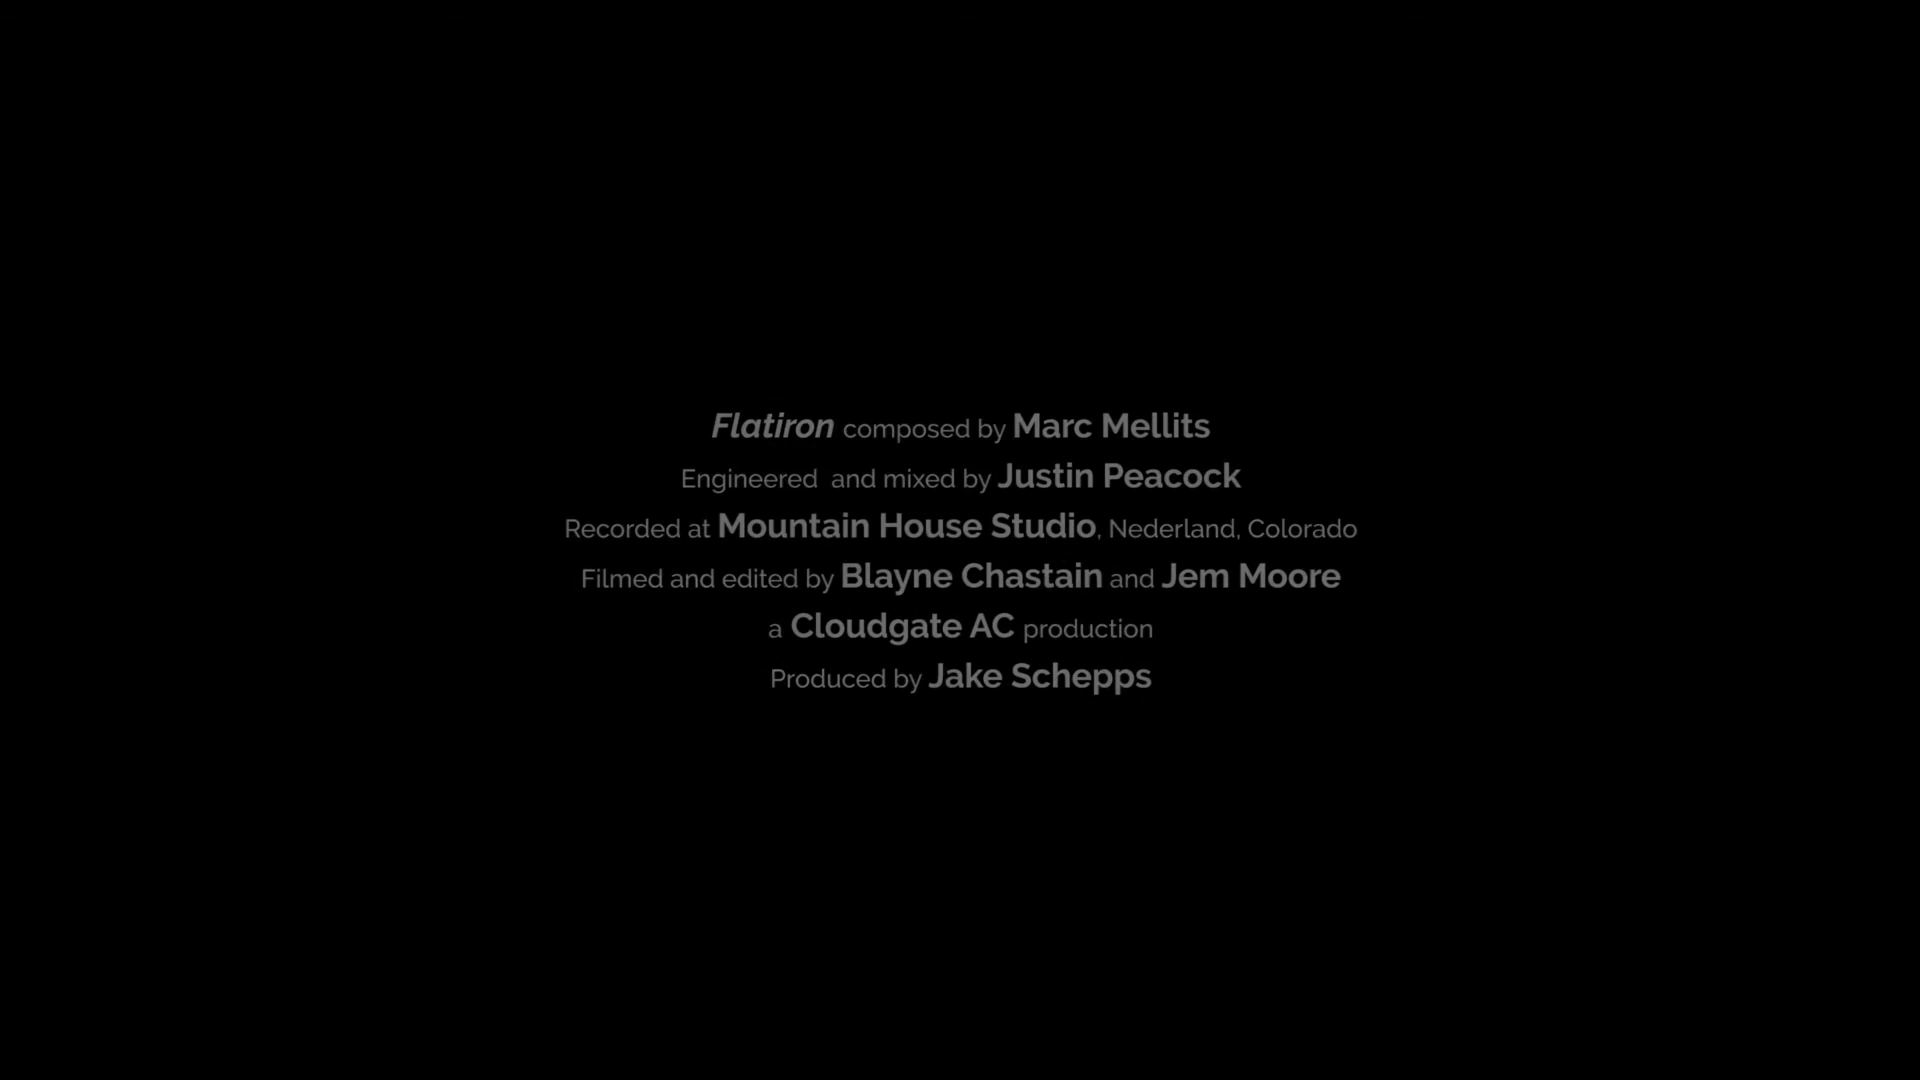 Flatiron composed by Marc Mellits
Engineered  and mixed by Justin Peacock
Recorded at Mountain House Studio, Nederland, Colorado
Filmed and edited by Blayne Chastain and Jem Moore
a Cloudgate AC production
Produced by Jake Schepps